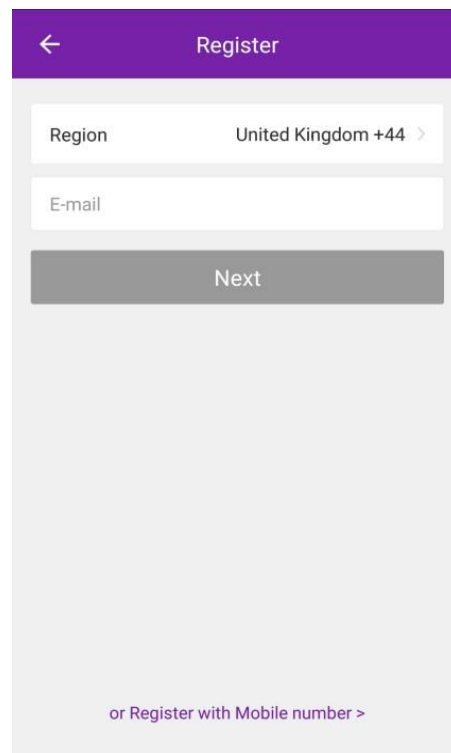 Register
Region United Kingdom +44 >
E-mail
Next
or Register with Mobile number >